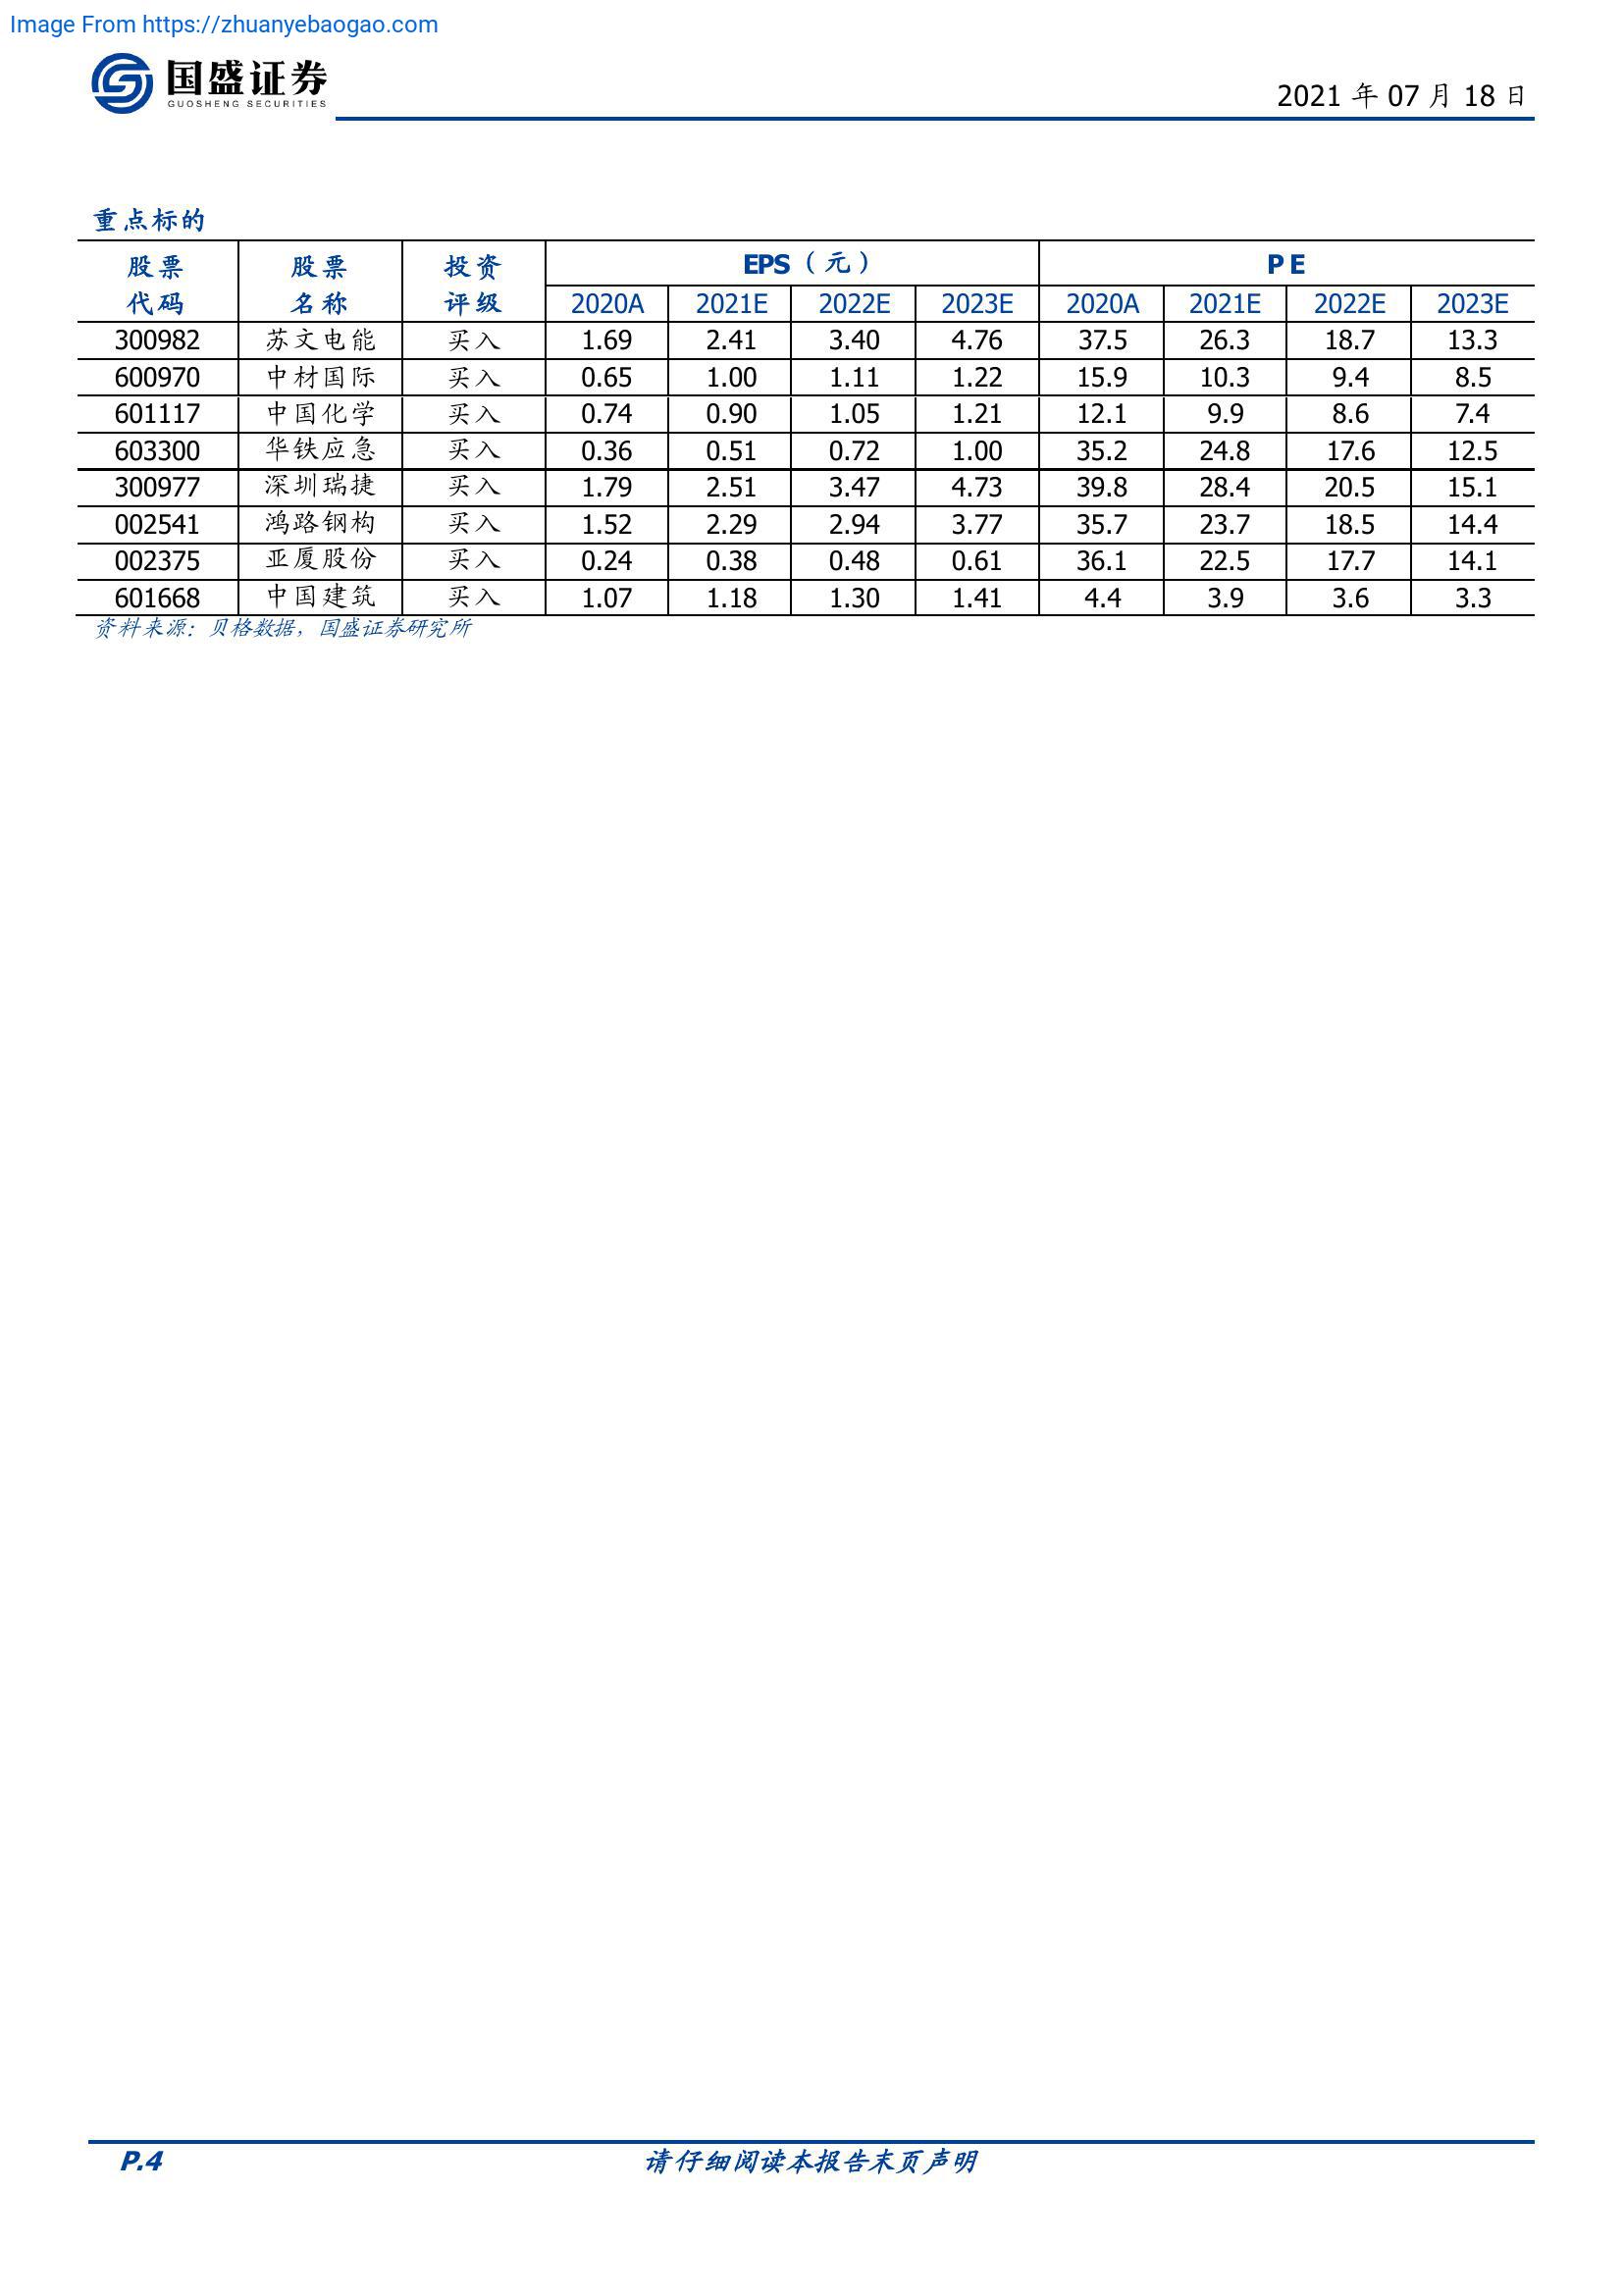 Image From https://zhuanyebaogao.com
国盛证券
GUOSHENG SECURITIES
2021 年 07 月 18 日
重点标的
股票 股票 投资 EPS（元） PE
代码 名称 评级 2020A 2021E 2022E 2023E 2020A 2021E 2022E 2023E
300982 苏文电能 买入 1.69 2.41 3.40 4.76 37.5 26.3 18.7 13.3
600970 中材国际 买入 0.65 1.00 1.11 1.22 15.9 10.3 9.4 8.5
601117 中国化学 买入 0.74 0.90 1.05 1.21 12.1 9.9 8.6 7.4
603300 华铁应急 买入 0.36 0.51 0.72 1.00 35.2 24.8 17.6 12.5
300977 深圳瑞捷 买入 1.79 2.51 3.47 4.73 39.8 28.4 20.5 15.1
002541 鸿路钢构 买入 1.52 2.29 2.94 3.77 35.7 23.7 18.5 14.4
002375 亚厦股份 买入 0.24 0.38 0.48 0.61 36.1 22.5 17.7 14.1
601668 中国建筑 买入 1.07 1.18 1.30 1.41 4.4 3.9 3.6 3.3
资料来源：贝格数据，国盛证券研究所
P.4 请仔细阅读本报告末页声明